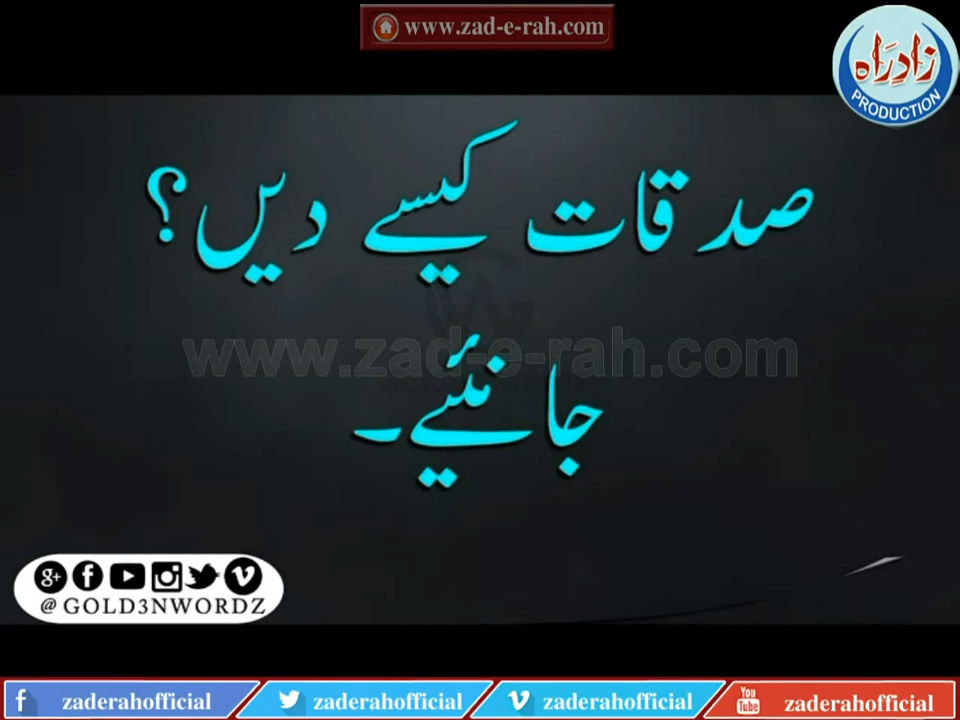 www.zad-e-rah.com
زادِراہ
PRODUCTION
صدقات کیسے دیں؟
www.zad-e-rah.com
جانئیے۔
@GOLD3NWORDZ
zaderahofficial zaderahofficial zaderahofficial You Tube zaderahofficial